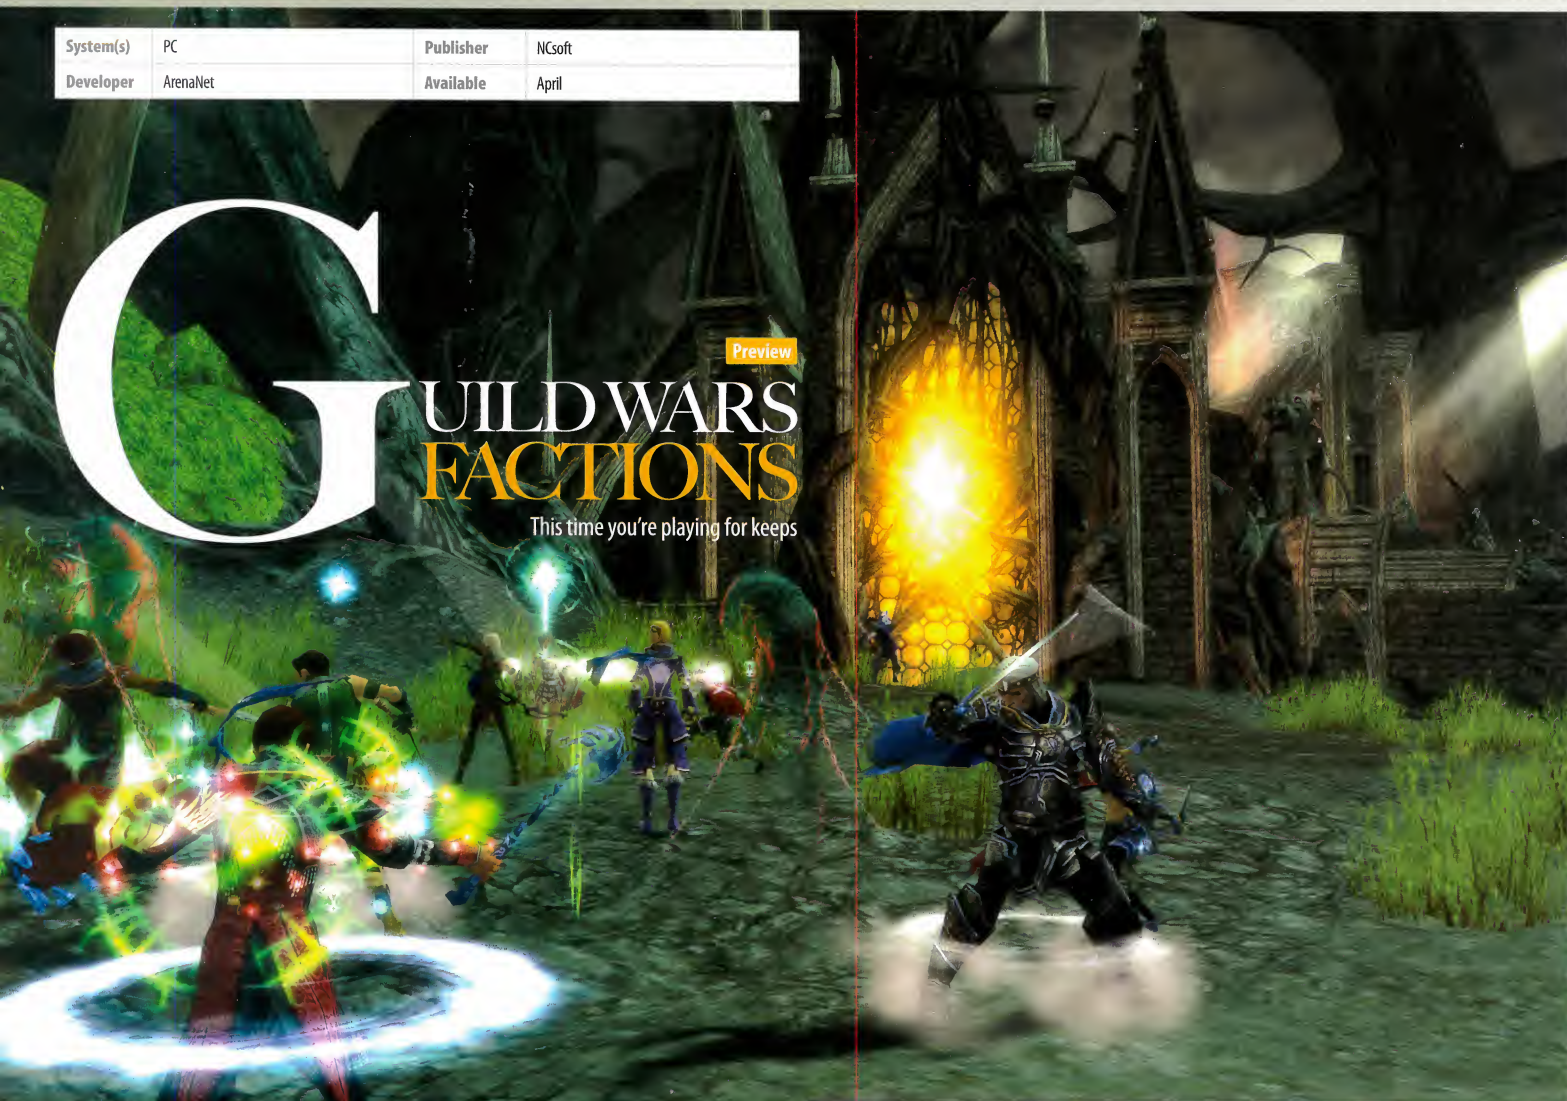 System(s) PC Publisher NCsoft
Developer ArenaNet Available April
Preview
GUILD WARS
FACTIONS
This time you're playing for keeps